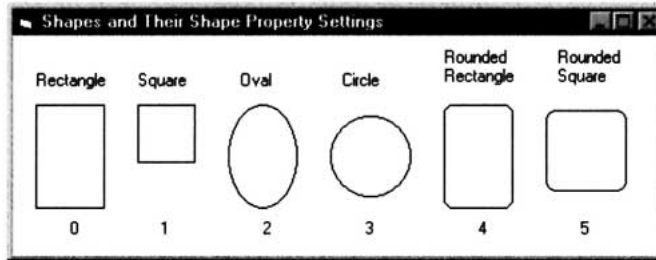 Shapes and Their Shape Property Settings
Rectangle Square Oval Circle Rounded Rectangle Rounded Square
0 1 2 3 4 5